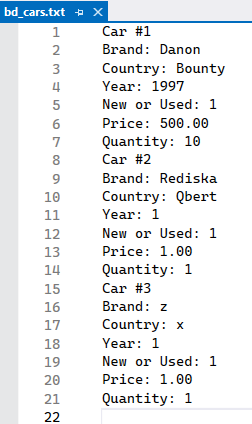 bd_cars.txt
1 Car #1
2 Brand: Danon
3 Country: Bounty
4 Year: 1997
5 New or Used: 1
6 Price: 500.00
7 Quantity: 10
8 Car #2
9 Brand: Rediska
10 Country: Qbert
11 Year: 1
12 New or Used: 1
13 Price: 1.00
14 Quantity: 1
15 Car #3
16 Brand: z
17 Country: x
18 Year: 1
19 New or Used: 1
20 Price: 1.00
21 Quantity: 1
22